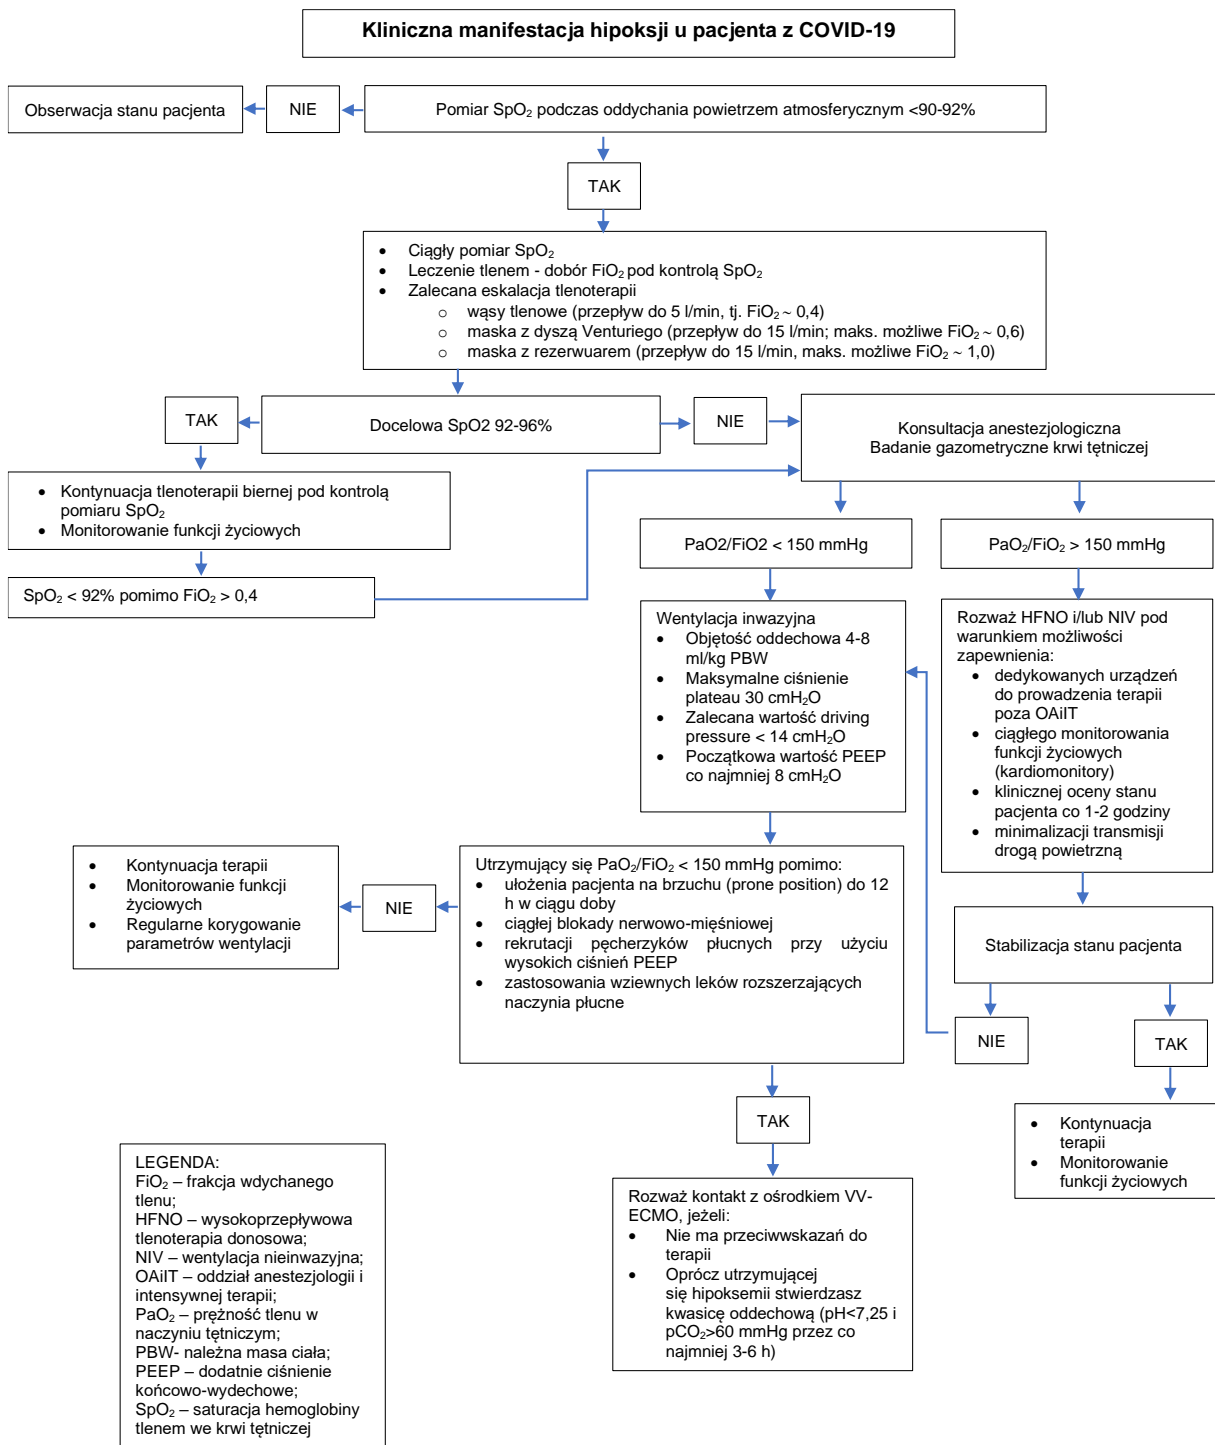 Kliniczna manifestacja hipoksji u pacjenta z COVID-19
Obserwacja stanu pacjenta
NIE
Pomiar SpO₂ podczas oddychania powietrzem atmosferycznym <90-92%
TAK
• Ciągły pomiar SpO₂
• Leczenie tlenem - dobór FiO₂ pod kontrolą SpO₂
• Zalecana eskalacja tlenoterapii
o wąsy tlenowe (przepływ do 5 l/min, tj. FiO₂ ~ 0,4)
o maska z dyszą Venturiego (przepływ do 15 l/min; maks. możliwe FiO₂ ~ 0,6)
o maska z rezerwuarem (przepływ do 15 l/min, maks. możliwe FiO₂ ~ 1,0)
TAK
Docelowa SpO2 92-96%
NIE
Konsultacja anestezjologiczna
Badanie gazometryczne krwi tętniczej
• Kontynuacja tlenoterapii biernej pod kontrolą
pomiaru SpO₂
• Monitorowanie funkcji życiowych
SpO₂ < 92% pomimo FiO₂ > 0,4
PaO2/FiO2 < 150 mmHg
PaO₂/FiO₂ > 150 mmHg
Wentylacja inwazyjna
• Objętość oddechowa 4-8
ml/kg PBW
• Maksymalne ciśnienie
plateau 30 cmH₂O
• Zalecana wartość driving
pressure < 14 cmH₂O
• Początkowa wartość PEEP
co najmniej 8 cmH₂O
Rozważ HFNO i/lub NIV pod
warunkiem możliwości
zapewnienia:
• dedykowanych urządzeń
do prowadzenia terapii
poza OAiIT
• ciągłego monitorowania
funkcji życiowych
(kardiomonitory)
• klinicznej oceny stanu
pacjenta co 1-2 godziny
• minimalizacji transmisji
drogą powietrzną
• Kontynuacja terapii
• Monitorowanie funkcji
życiowych
• Regularne korygowanie
parametrów wentylacji
NIE
Utrzymujący się PaO₂/FiO₂ < 150 mmHg pomimo:
• ułożenia pacjenta na brzuchu (prone position) do 12
h w ciągu doby
• ciągłej blokady nerwowo-mięśniowej
• rekrutacji pęcherzyków płucnych przy użyciu
wysokich ciśnień PEEP
• zastosowania wziewnych leków rozszerzających
naczynia płucne
Stabilizacja stanu pacjenta
NIE
TAK
TAK
• Kontynuacja
terapii
• Monitorowanie
funkcji życiowych
Rozważ kontakt z ośrodkiem VV-
ECMO, jeżeli:
• Nie ma przeciwwskazań do
terapii
• Oprócz utrzymującej
się hipoksemii stwierdzasz
kwasicę oddechową (pH<7,25 i
pCO₂>60 mmHg przez co
najmniej 3-6 h)
LEGENDA:
FiO₂ – frakcja wdychanego
tlenu;
HFNO – wysokoprzepływowa
tlenoterapia donosowa;
NIV – wentylacja nieinwazyjna;
OAiIT – oddział anestezjologii i
intensywnej terapii;
PaO₂ – prężność tlenu w
naczyniu tętniczym;
PBW- należna masa ciała;
PEEP – dodatnie ciśnienie
końcowo-wydechowe;
SpO₂ – saturacja hemoglobiny
tlenem we krwi tętniczej